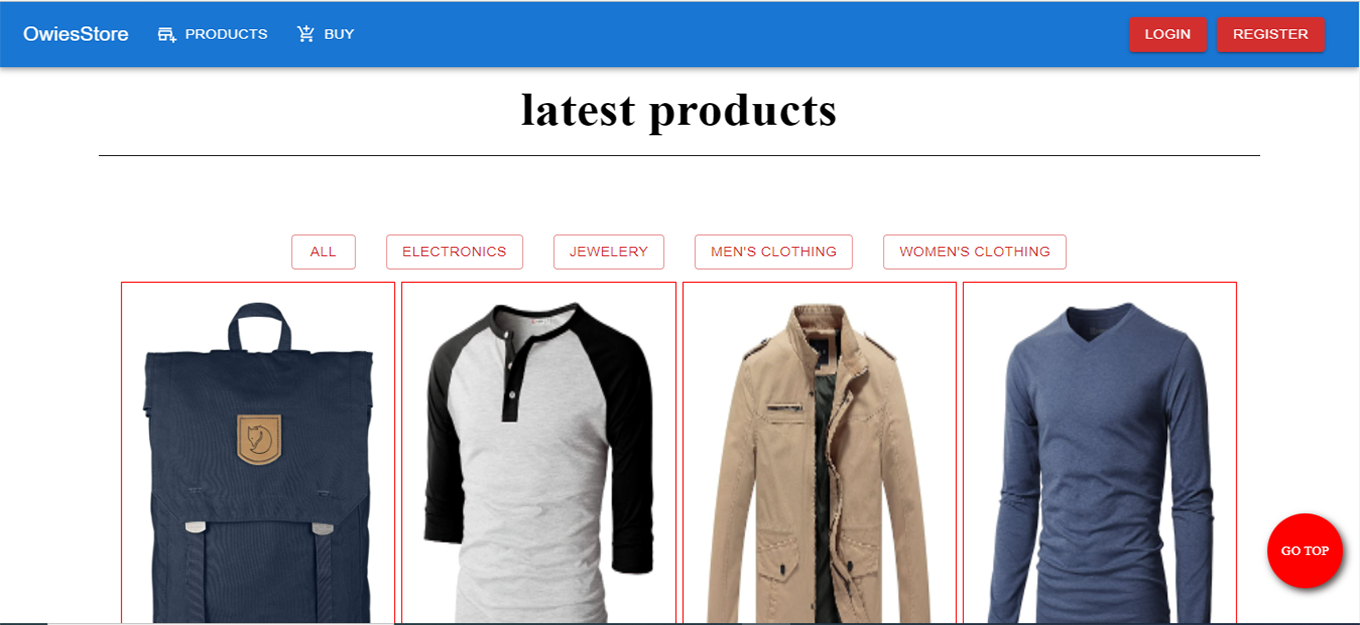 OwiesStore PRODUCTS BUY LOGIN REGISTER
latest products
ALL ELECTRONICS JEWELERY MEN'S CLOTHING WOMEN'S CLOTHING
GO TOP